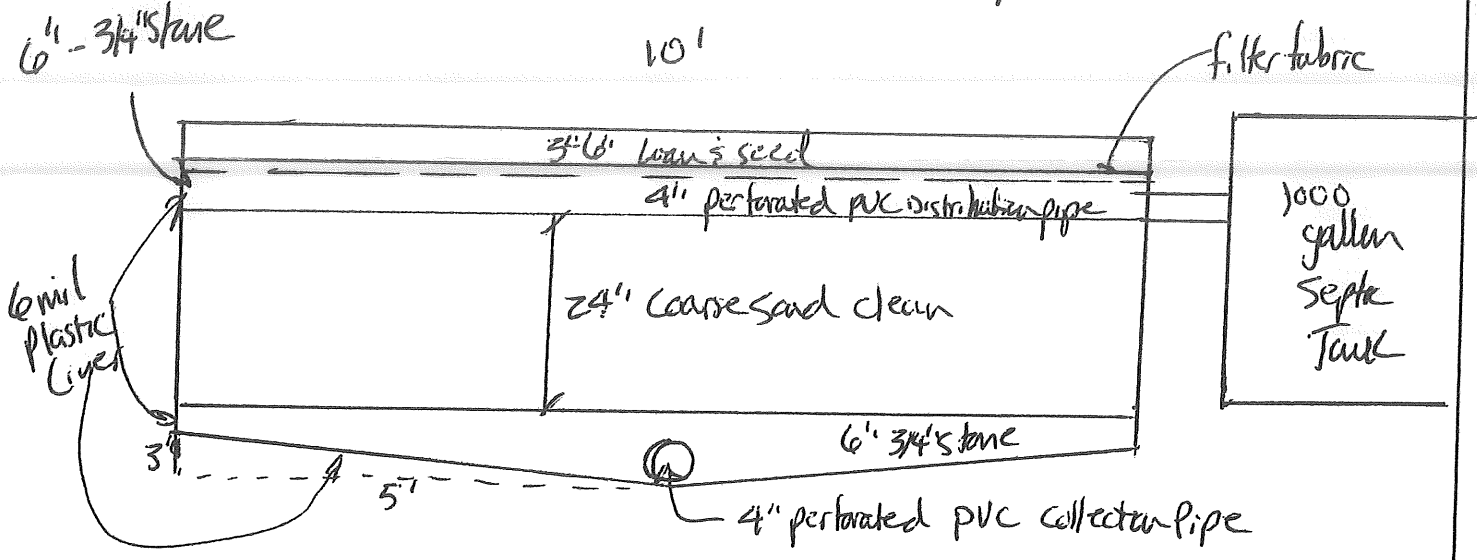 6" - 3/4" Stone
10'
filter fabric
3"-6" Loam & seed
4" perforated PVC Distribution pipe
1000
gallon
Septic
Tank
24" Coarse sand clean
6 mil
Plastic
Liner
6" 3/4" stone
3"
5'
4" perforated PVC Collection Pipe